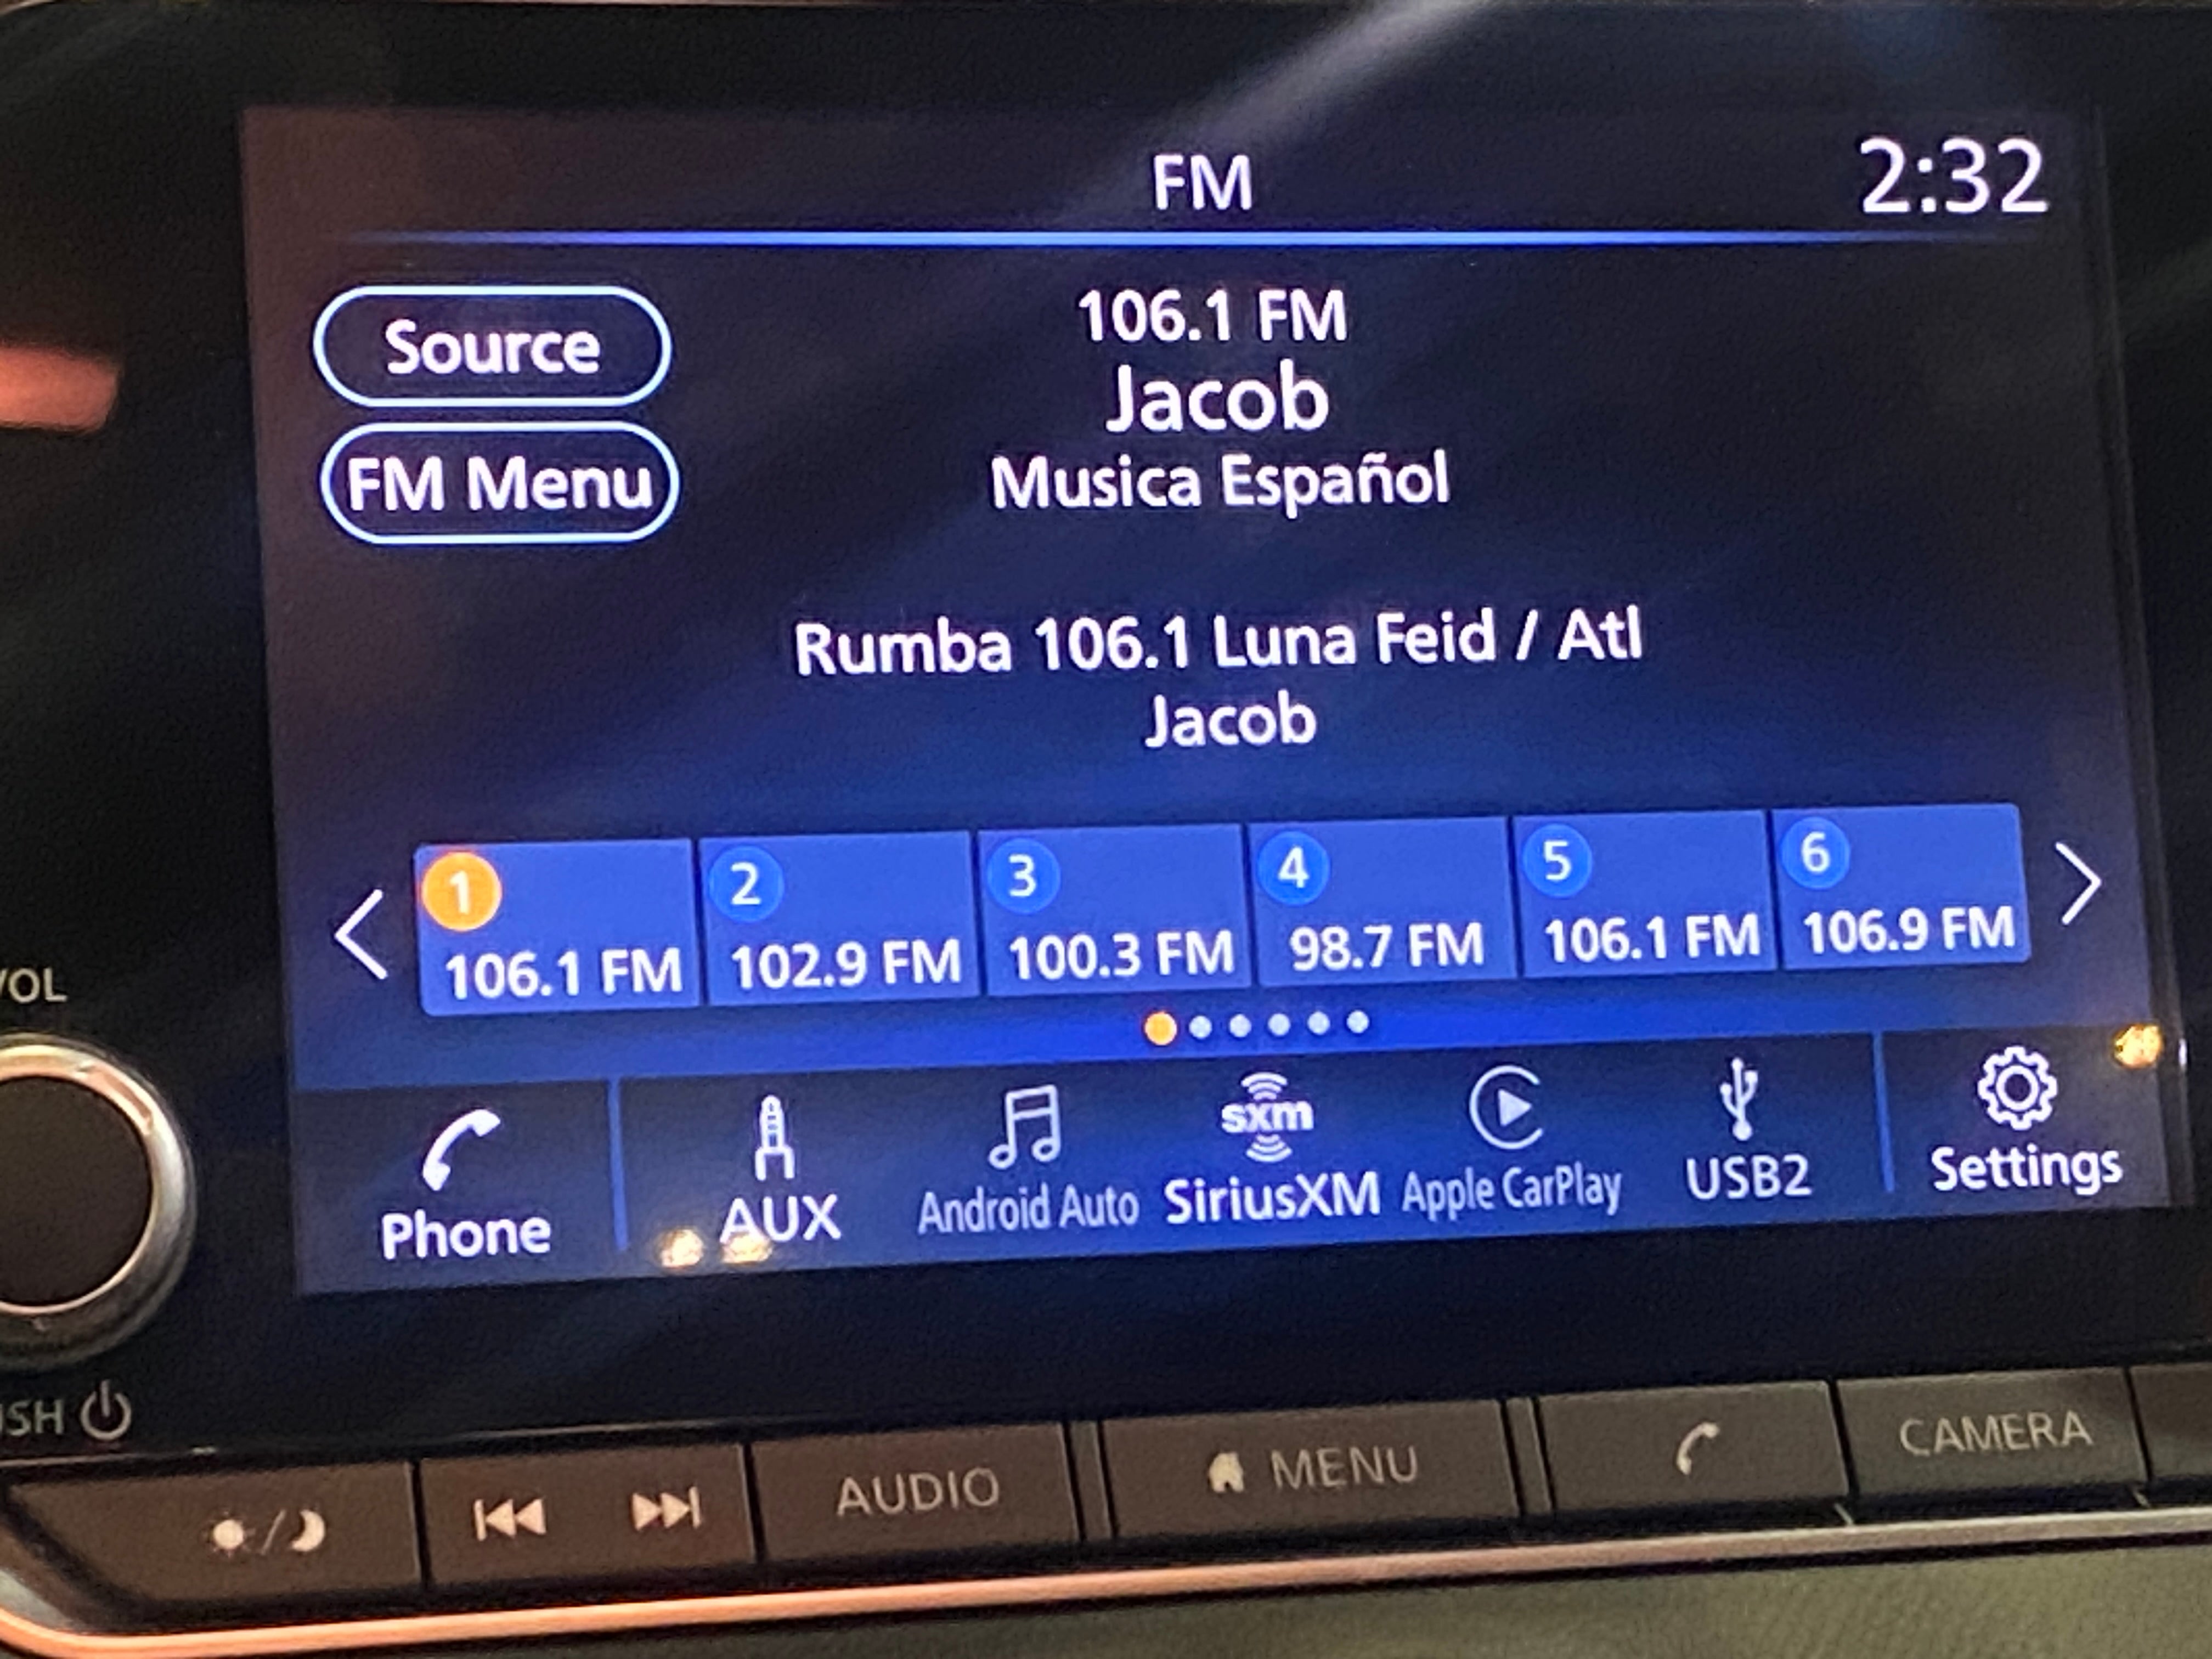 FM
2:32
Source
106.1 FM
Jacob
FM Menu
Musica Español
Rumba 106.1 Luna Feid / Atl
Jacob
1
2
3
4
5
6
106.1 FM
102.9 FM
100.3 FM
98.7 FM
106.1 FM
106.9 FM
sxm
Phone
AUX
Android Auto
SiriusXM
Apple CarPlay
USB2
Settings
AUDIO
MENU
CAMERA